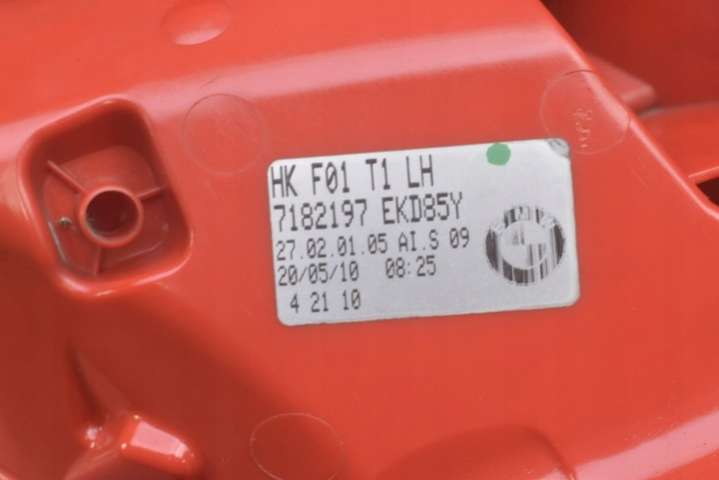 HK F01 T1 LH
7182197 EKD85Y
27.02.01.05 AI.S 09
20/05/10 08:25
4 21 10
BMW